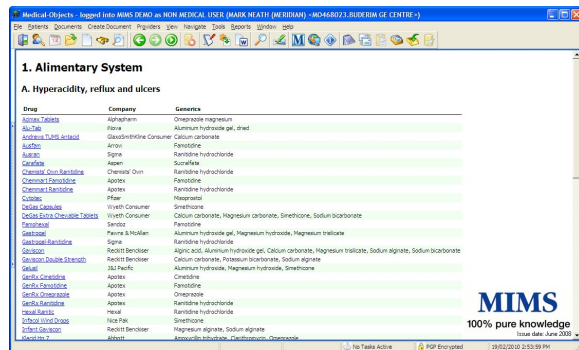 Medical-Objects - logged into MIMS DEMO as NON MEDICAL USER (MARK NEATH (MERIDIAN) <MO468023.BUDERIM GE CENTRE>)
File Patients Documents Create Document Providers View Navigate Tools Reports Window Help
1. Alimentary System
A. Hyperacidity, reflux and ulcers
Drug Company Generics
Acimax Tablets Alphapharm Omeprazole magnesium
Alu-Tab iNova Aluminium hydroxide gel, dried
Andrews TUMS Antacid GlaxoSmithKline Consumer Calcium carbonate
Ausfam Arrow Famotidine
Ausran Sigma Ranitidine hydrochloride
Carafate Aspen Sucralfate
Chemists' Own Ranitidine Chemists' Own Ranitidine hydrochloride
Chemmart Famotidine Apotex Famotidine
Chemmart Ranitidine Apotex Ranitidine hydrochloride
Cytotec Pfizer Misoprostol
DeGas Capsules Wyeth Consumer Simethicone
DeGas Extra Chewable Tablets Wyeth Consumer Calcium carbonate, Magnesium carbonate, Simethicone, Sodium bicarbonate
Famohexal Sandoz Famotidine
Gastrogel Fawns & McAllan Aluminium hydroxide gel, Magnesium hydroxide, Magnesium trisilicate
Gastrogel-Ranitidine Sigma Ranitidine hydrochloride
Gaviscon Reckitt Benckiser Alginic acid, Aluminium hydroxide gel, Calcium carbonate, Magnesium trisilicate, Sodium alginate, Sodium bicarbonate
Gaviscon Double Strength Reckitt Benckiser Calcium carbonate, Potassium bicarbonate, Sodium alginate
Gelusil J&J Pacific Aluminium hydroxide, Magnesium hydroxide, Simethicone
GenRx Cimetidine Apotex Cimetidine
GenRx Famotidine Apotex Famotidine
GenRx Omeprazole Apotex Omeprazole
GenRx Ranitidine Apotex Ranitidine hydrochloride
Hexal Ranitic Hexal Ranitidine hydrochloride
Infacol Wind Drops Nice Pak Simethicone
Infant Gaviscon Reckitt Benckiser Magnesium alginate, Sodium alginate
Klacid Hp 7 Abbott Amoxycillin trihydrate, Clarithromycin, Omeprazole
MIMS
100% pure knowledge
Issue date: June 2008
No Tasks Active PGP Encrypted 19/02/2010 2:53:59 PM